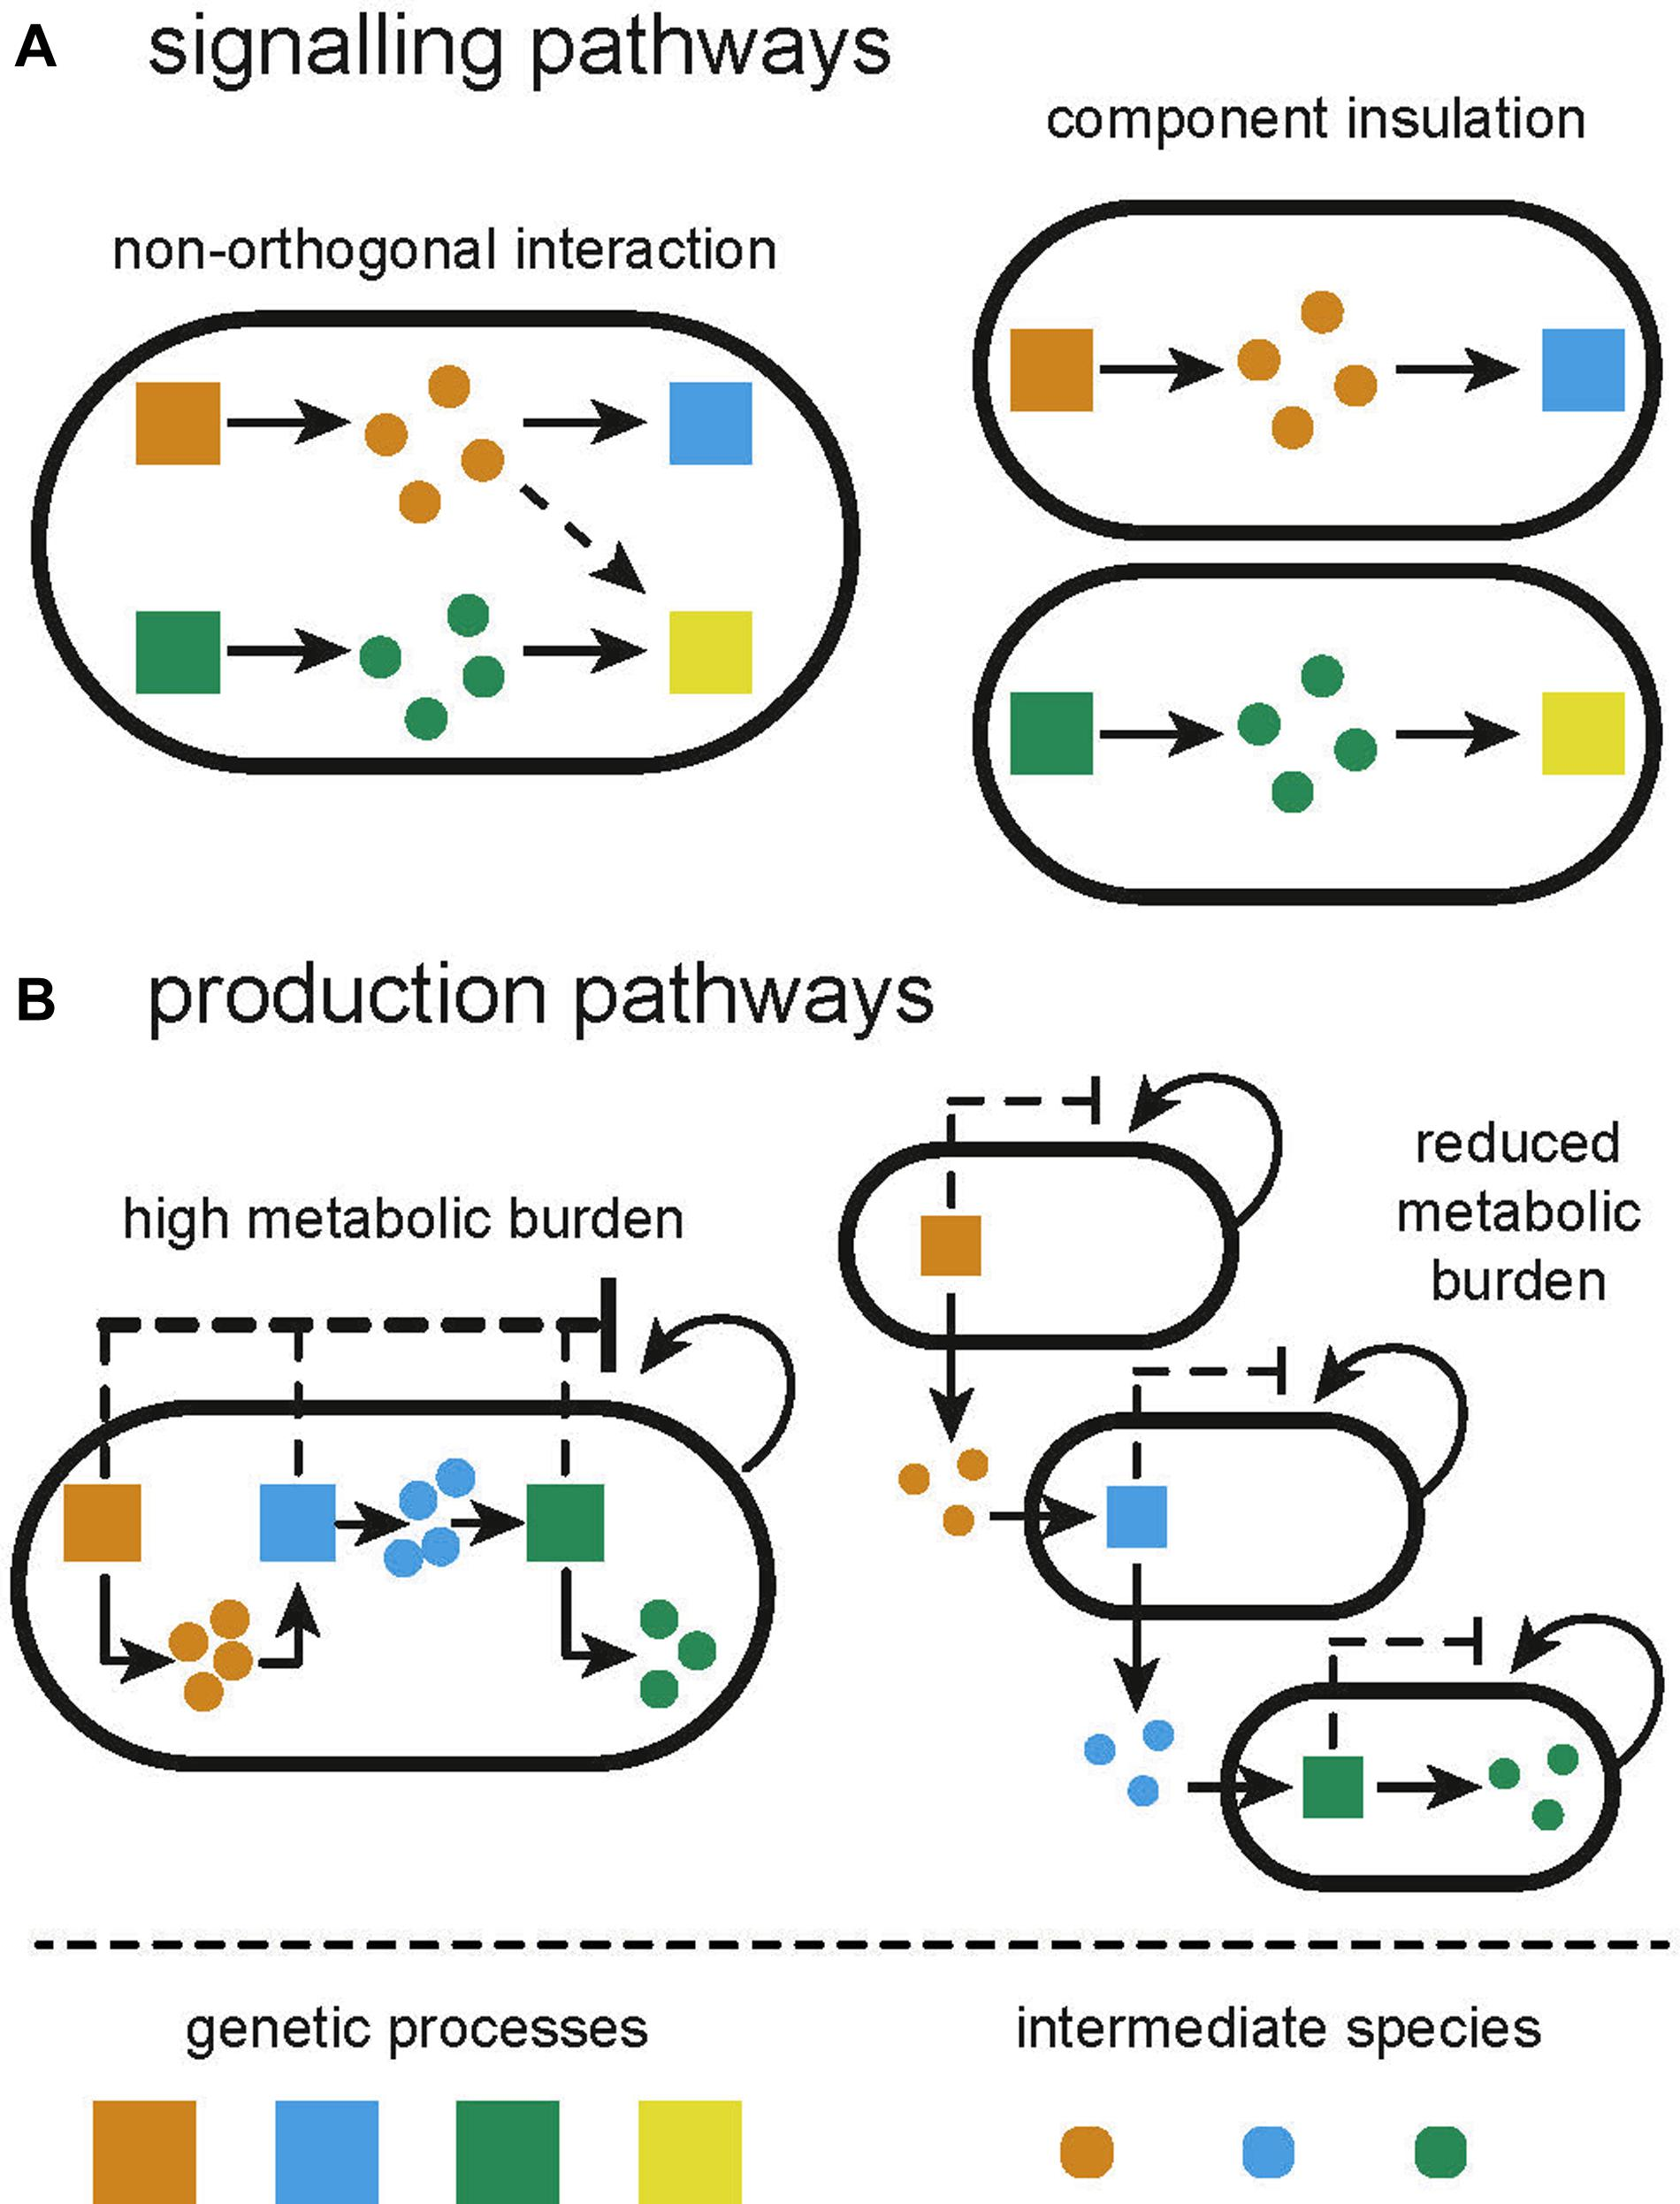 A signalling pathways
component insulation
non-orthogonal interaction
B production pathways
reduced
metabolic
burden
high metabolic burden
genetic processes
intermediate species